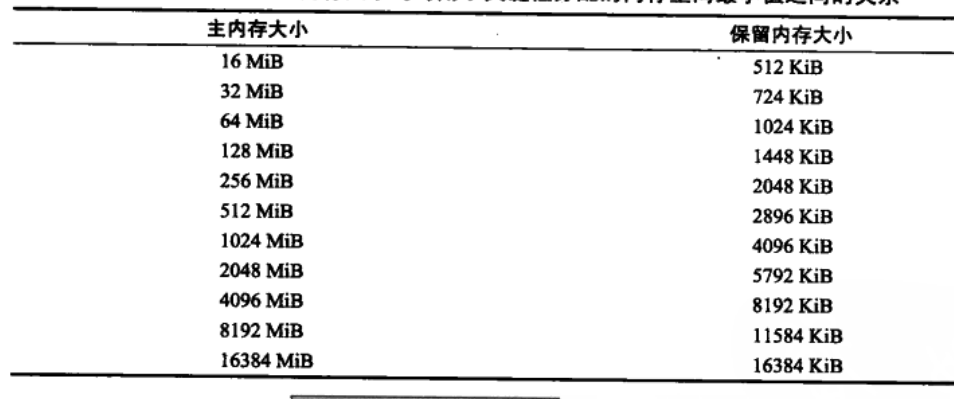 主内存大小 保留内存大小
16 MiB 512 KiB
32 MiB 724 KiB
64 MiB 1024 KiB
128 MiB 1448 KiB
256 MiB 2048 KiB
512 MiB 2896 KiB
1024 MiB 4096 KiB
2048 MiB 5792 KiB
4096 MiB 8192 KiB
8192 MiB 11584 KiB
16384 MiB 16384 KiB